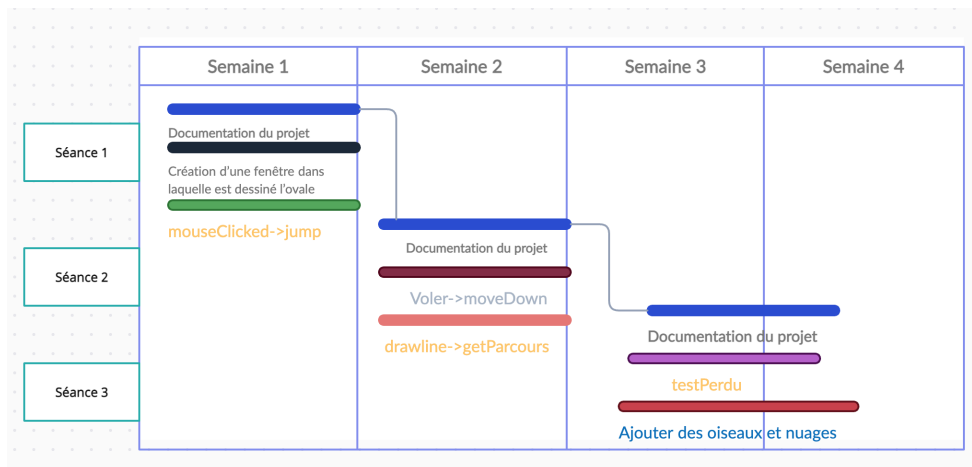 Semaine 1
Semaine 2
Semaine 3
Semaine 4
Séance 1
Documentation du projet
Création d'une fenêtre dans
laquelle est dessiné l'ovale
mouseClicked->jump
Séance 2
Documentation du projet
Voler->moveDown
drawline->getParcours
Séance 3
Documentation du projet
testPerdu
Ajouter des oiseaux et nuages